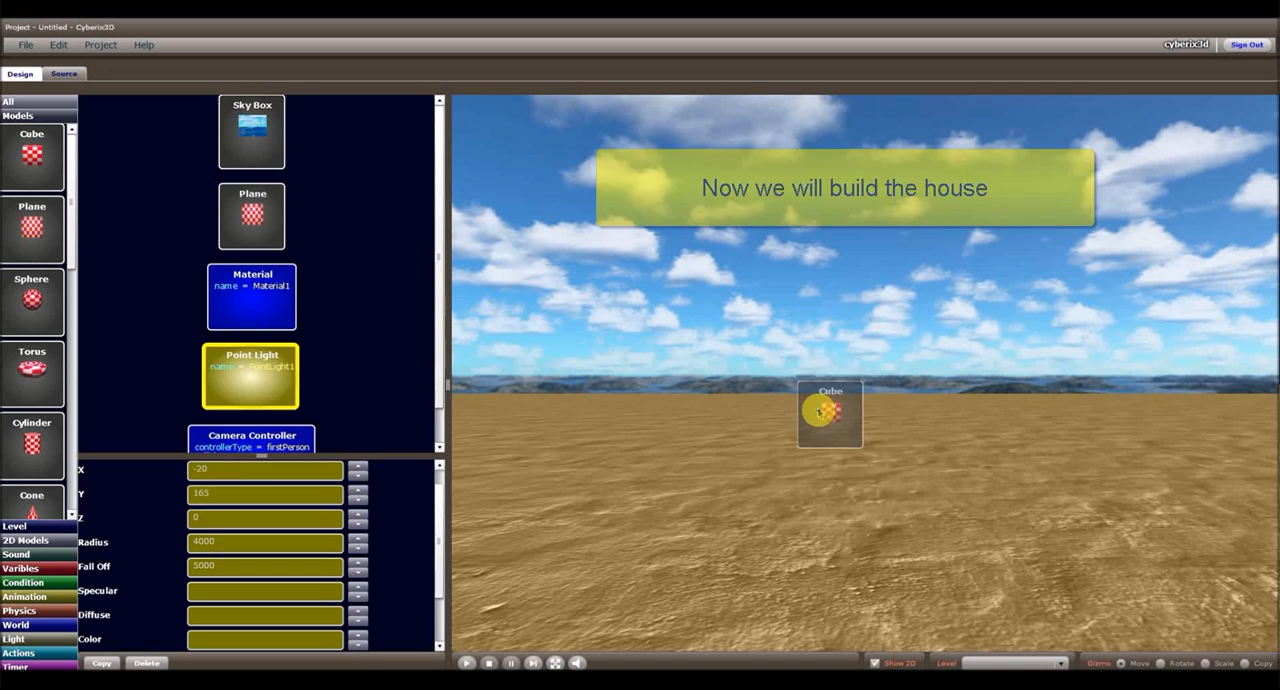 Project - Untitled - Cyberix3D
File Edit Project Help
cyberix3d Sign Out
Design Source
All
Models
Cube
Plane
Sphere
Torus
Cylinder
Cone
Level
2D Models
Sound
Varibles
Condition
Animation
Physics
World
Light
Actions
Timer
Sky Box
Plane
Material
name = Material1
Point Light
name = PointLight1
Camera Controller
controllerType = firstPerson
X -20
Y 165
Z 0
Radius 4000
Fall Off 5000
Specular
Diffuse
Color
Copy Delete
Now we will build the house
Cube
Show 2D Level Gizmo Move Rotate Scale Copy